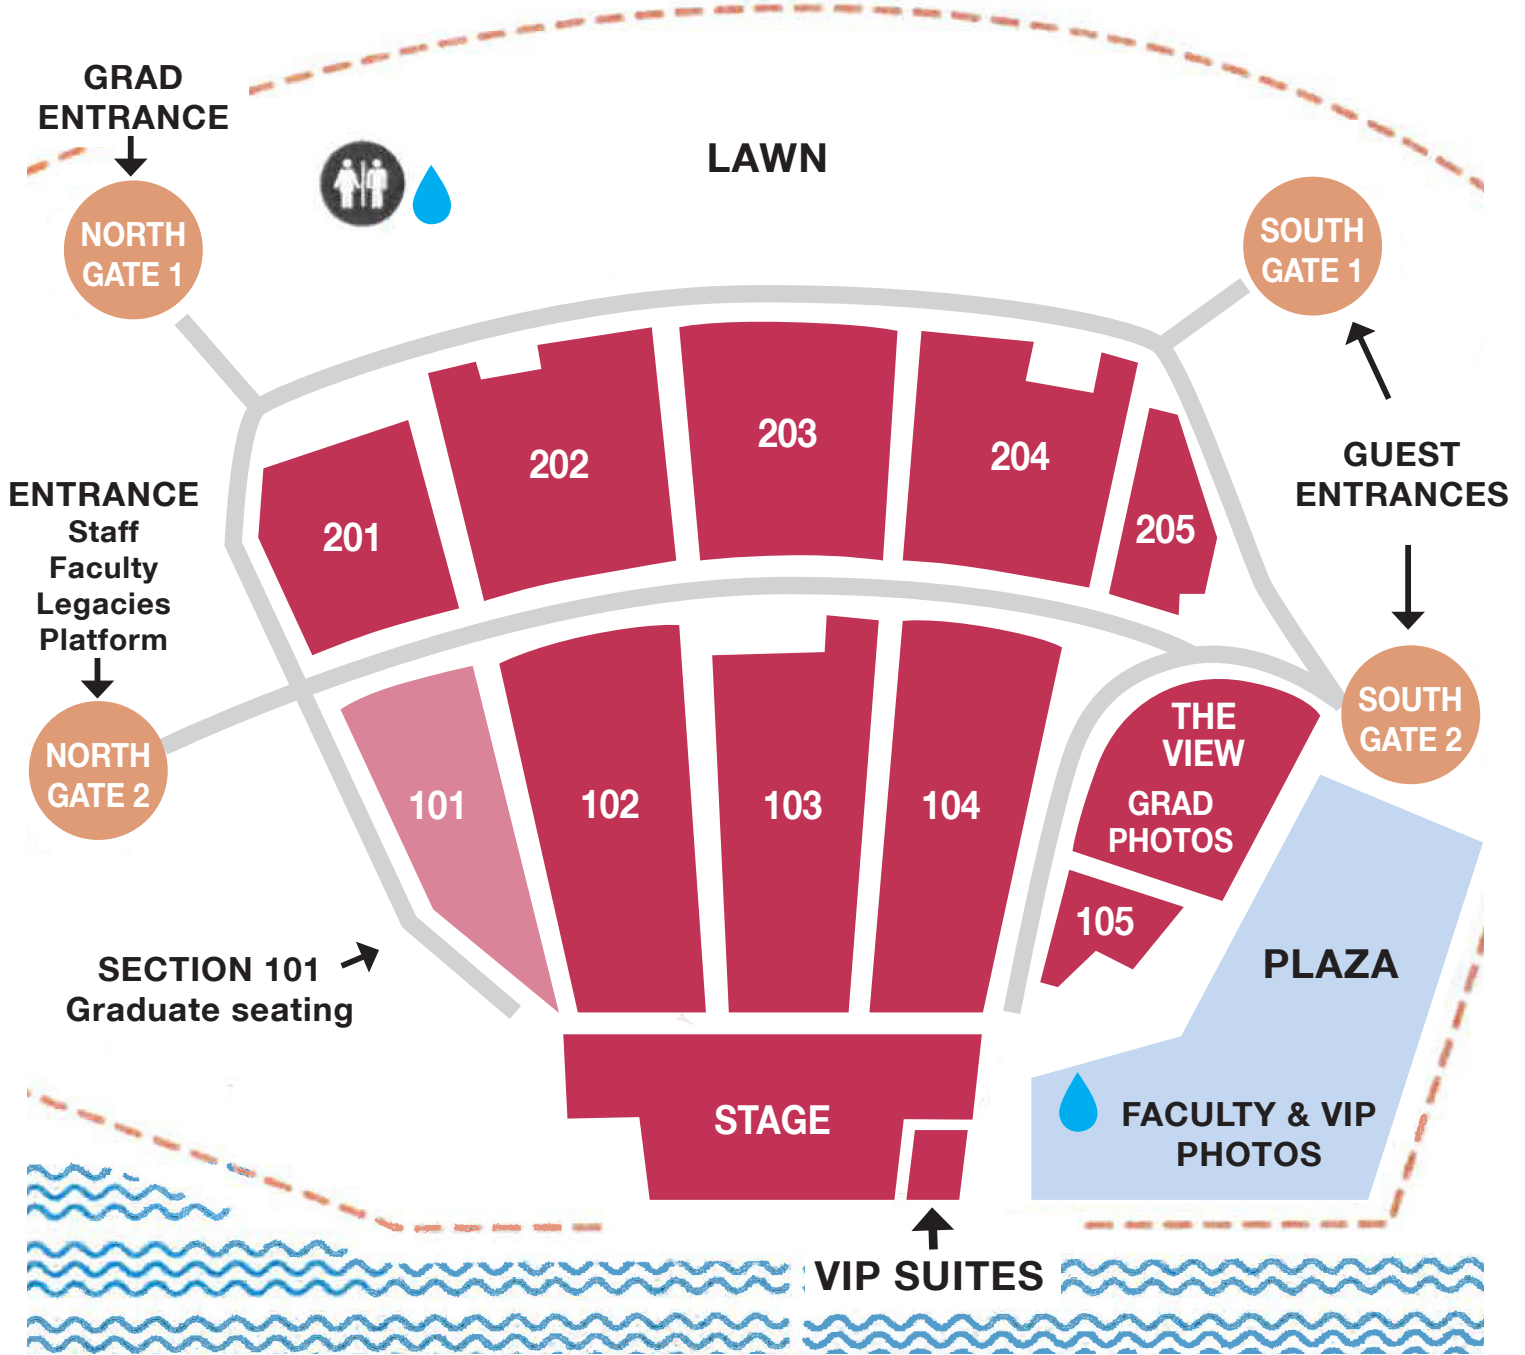 GRAD
ENTRANCE
LAWN
NORTH
GATE 1
SOUTH
GATE 1
203
202
204
GUEST
ENTRANCES
ENTRANCE
Staff
Faculty
Legacies
Platform
201
205
THE
VIEW
SOUTH
GATE 2
NORTH
GATE 2
101
102
103
104
GRAD
PHOTOS
105
SECTION 101
Graduate seating
PLAZA
STAGE
FACULTY & VIP
PHOTOS
VIP SUITES